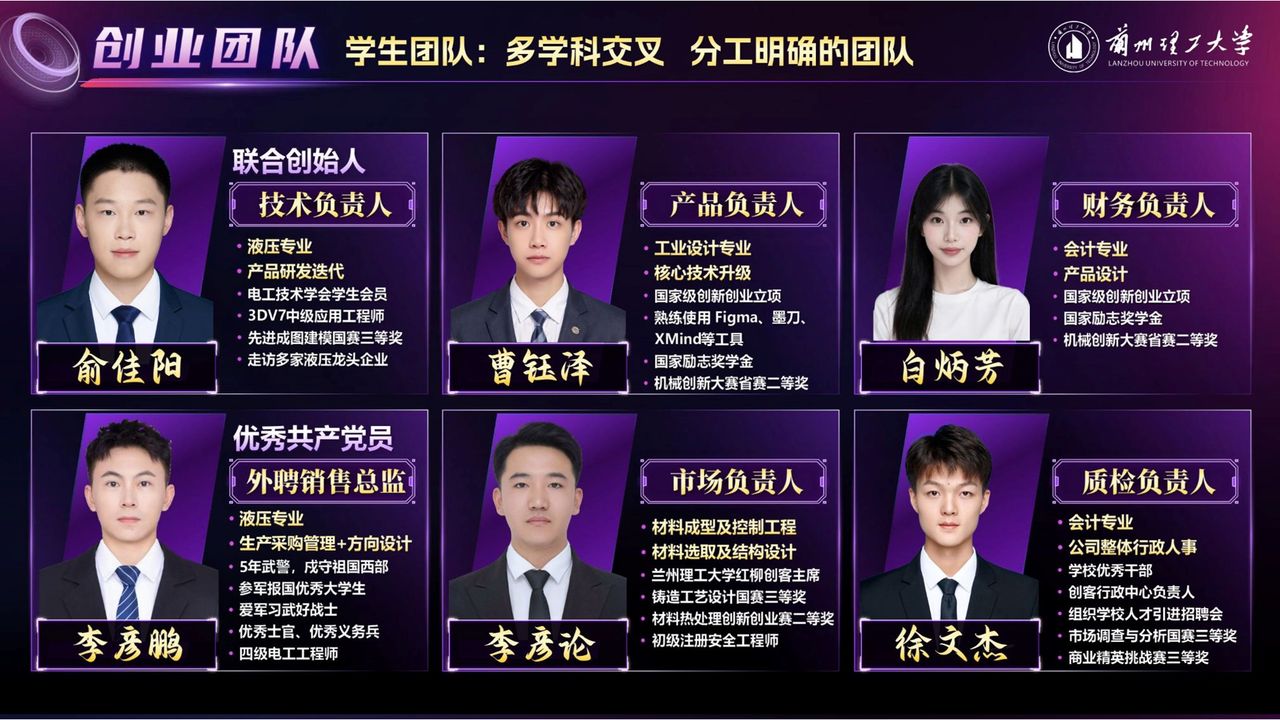 创业团队
学生团队：多学科交叉 分工明确的团队
兰州理工大学
LANZHOU UNIVERSITY OF TECHNOLOGY
联合创始人
技术负责人
•液压专业
•产品研发迭代
•电工技术学会学生会员
•3DV7中级应用工程师
•先进成图建模国赛三等奖
•走访多家液压龙头企业
俞佳阳
产品负责人
•工业设计专业
•核心技术升级
•国家级创新创业立项
•熟练使用 Figma、墨刀、
XMind等工具
•国家励志奖学金
•机械创新大赛省赛二等奖
曹钰泽
财务负责人
•会计专业
•产品设计
•国家级创新创业立项
•国家励志奖学金
•机械创新大赛省赛二等奖
白炳芳
优秀共产党员
外聘销售总监
•液压专业
•生产采购管理+方向设计
•5年武警，戍守祖国西部
•参军报国优秀大学生
•爱军习武好战士
•优秀士官、优秀义务兵
•四级电工工程师
李彦鹏
市场负责人
•材料成型及控制工程
•材料选取及结构设计
•兰州理工大学红柳创客主席
•铸造工艺设计国赛三等奖
•材料热处理创新创业赛二等奖
•初级注册安全工程师
李彦论
质检负责人
•会计专业
•公司整体行政人事
•学校优秀干部
•创客行政中心负责人
•组织学校人才引进招聘会
•市场调查与分析国赛三等奖
•商业精英挑战赛三等奖
徐文杰